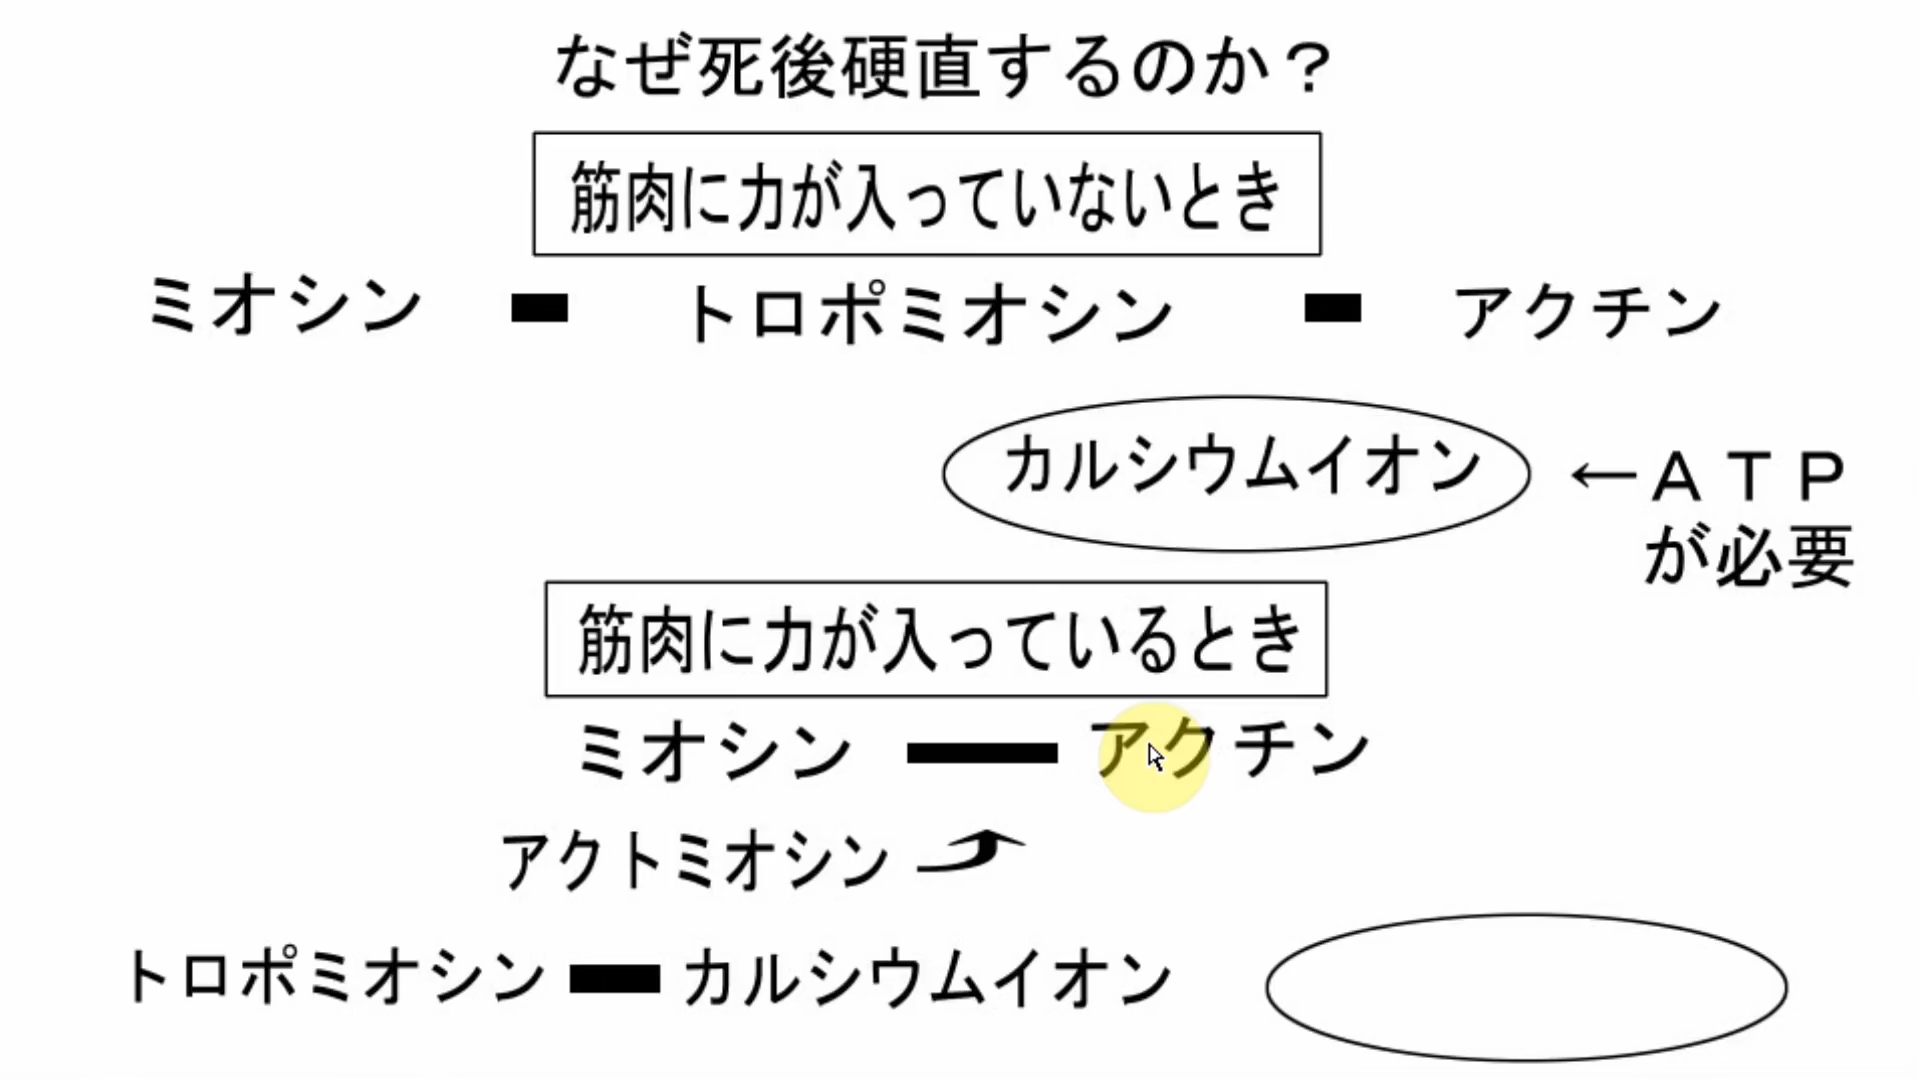 なぜ死後硬直するのか？
筋肉に力が入っていないとき
ミオシン トロポミオシン アクチン
カルシウムイオン ←ＡＴＰ
が必要
筋肉に力が入っているとき
ミオシン アクチン
アクトミオシン
トロポミオシン カルシウムイオン